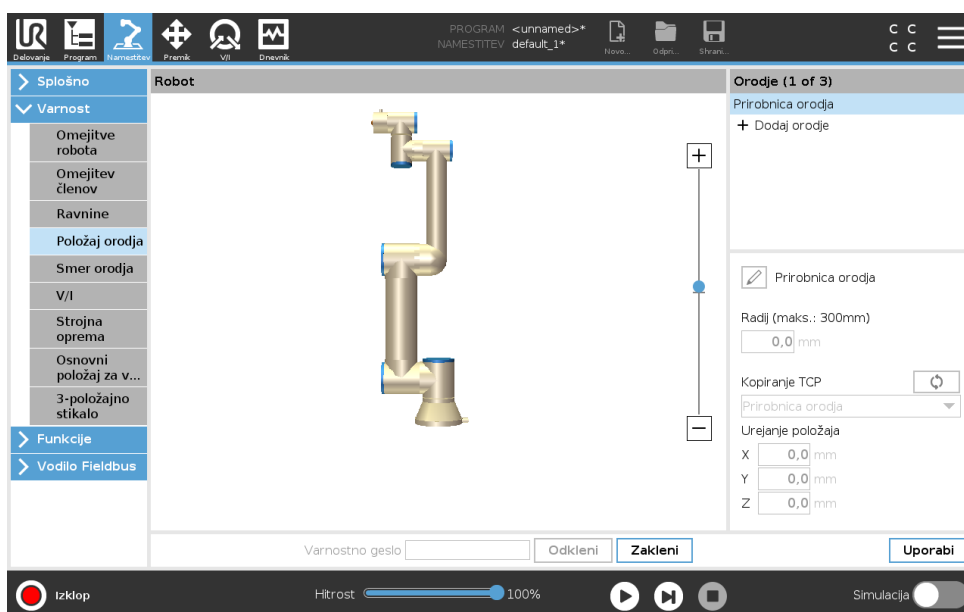 UR
PROGRAM <unnamed>*
NAMESTITEV default_1*
Delovanje Program Namestitev Premik V/I Dnevnik Novo... Odpri... Shrani...
C C
C C
Splošno
Varnost
Omejitve
robota
Omejitev
členov
Ravnine
Položaj orodja
Smer orodja
V/I
Strojna
oprema
Osnovni
položaj za v...
3-položajno
stikalo
Funkcije
Vodilo Fieldbus
Robot
Orodje (1 of 3)
Prirobnica orodja
+ Dodaj orodje
Prirobnica orodja
Radij (maks.: 300mm)
0,0 mm
Kopiranje TCP
Prirobnica orodja
Urejanje položaja
X 0,0 mm
Y 0,0 mm
Z 0,0 mm
Varnostno geslo Odkleni Zakleni Uporabi
Izklop Hitrost 100% Simulacija